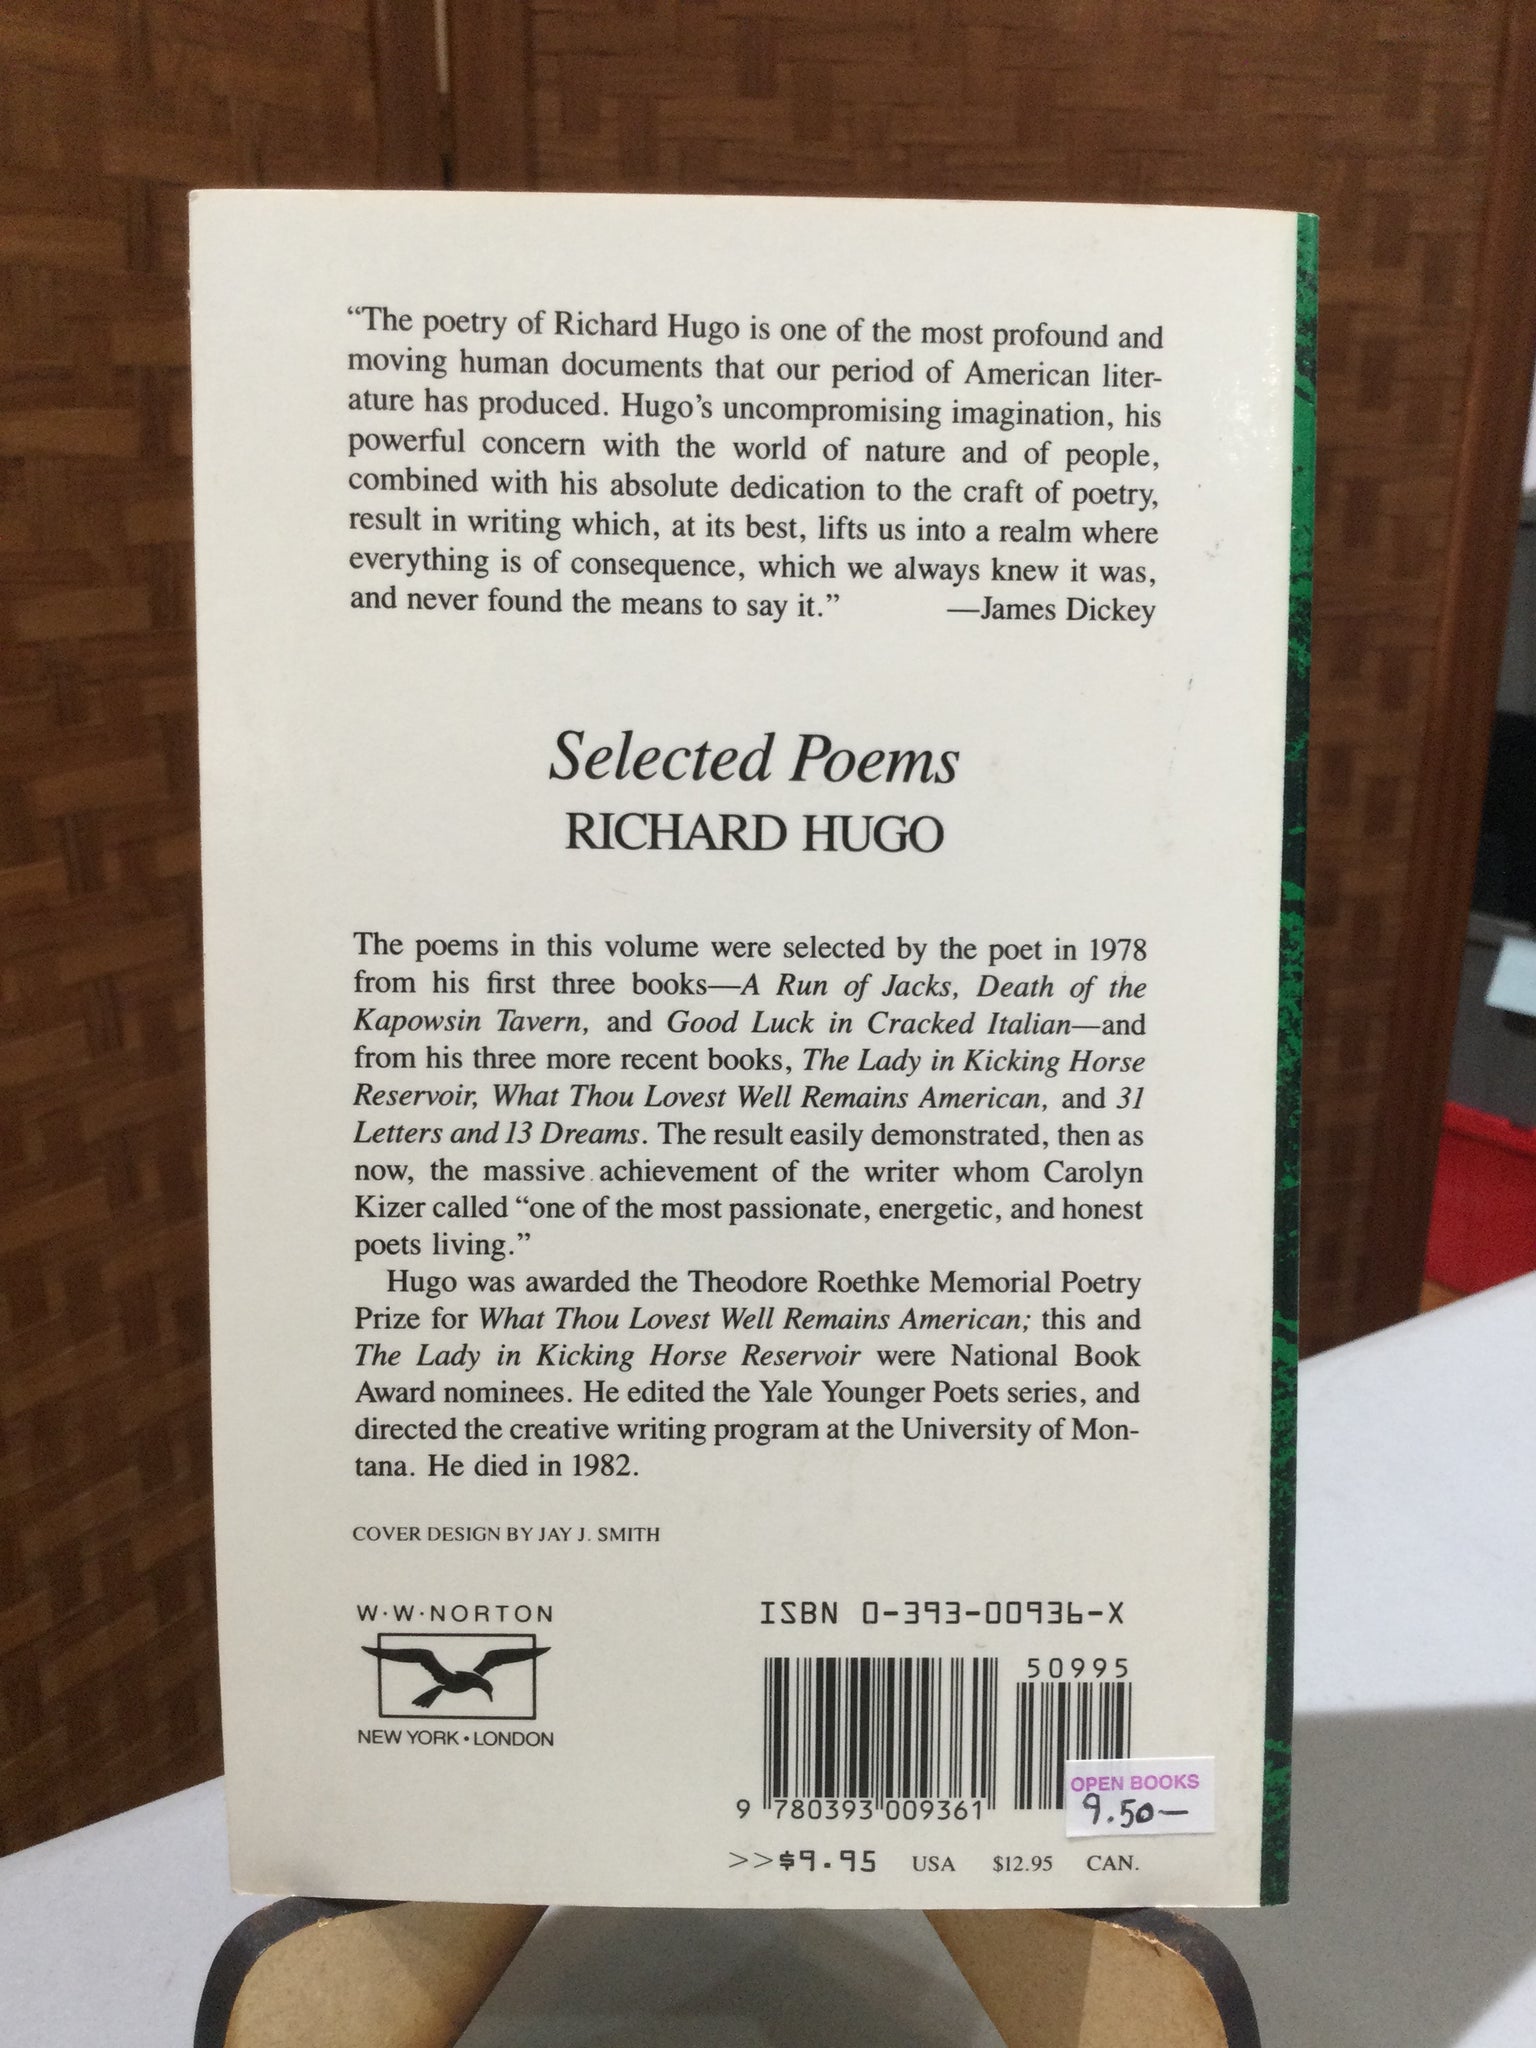 “The poetry of Richard Hugo is one of the most profound and
moving human documents that our period of American liter-
ature has produced. Hugo’s uncompromising imagination, his
powerful concern with the world of nature and of people,
combined with his absolute dedication to the craft of poetry,
result in writing which, at its best, lifts us into a realm where
everything is of consequence, which we always knew it was,
and never found the means to say it.” —James Dickey
Selected Poems
RICHARD HUGO
The poems in this volume were selected by the poet in 1978
from his first three books—A Run of Jacks, Death of the
Kapowsin Tavern, and Good Luck in Cracked Italian—and
from his three more recent books, The Lady in Kicking Horse
Reservoir, What Thou Lovest Well Remains American, and 31
Letters and 13 Dreams. The result easily demonstrated, then as
now, the massive achievement of the writer whom Carolyn
Kizer called “one of the most passionate, energetic, and honest
poets living.”
Hugo was awarded the Theodore Roethke Memorial Poetry
Prize for What Thou Lovest Well Remains American; this and
The Lady in Kicking Horse Reservoir were National Book
Award nominees. He edited the Yale Younger Poets series, and
directed the creative writing program at the University of Mon-
tana. He died in 1982.
COVER DESIGN BY JAY J. SMITH
W·W·NORTON
NEW YORK • LONDON
ISBN 0-393-00936-X
50995
9 780393 009361
OPEN BOOKS
9.50—
>>$9.95 USA $12.95 CAN.